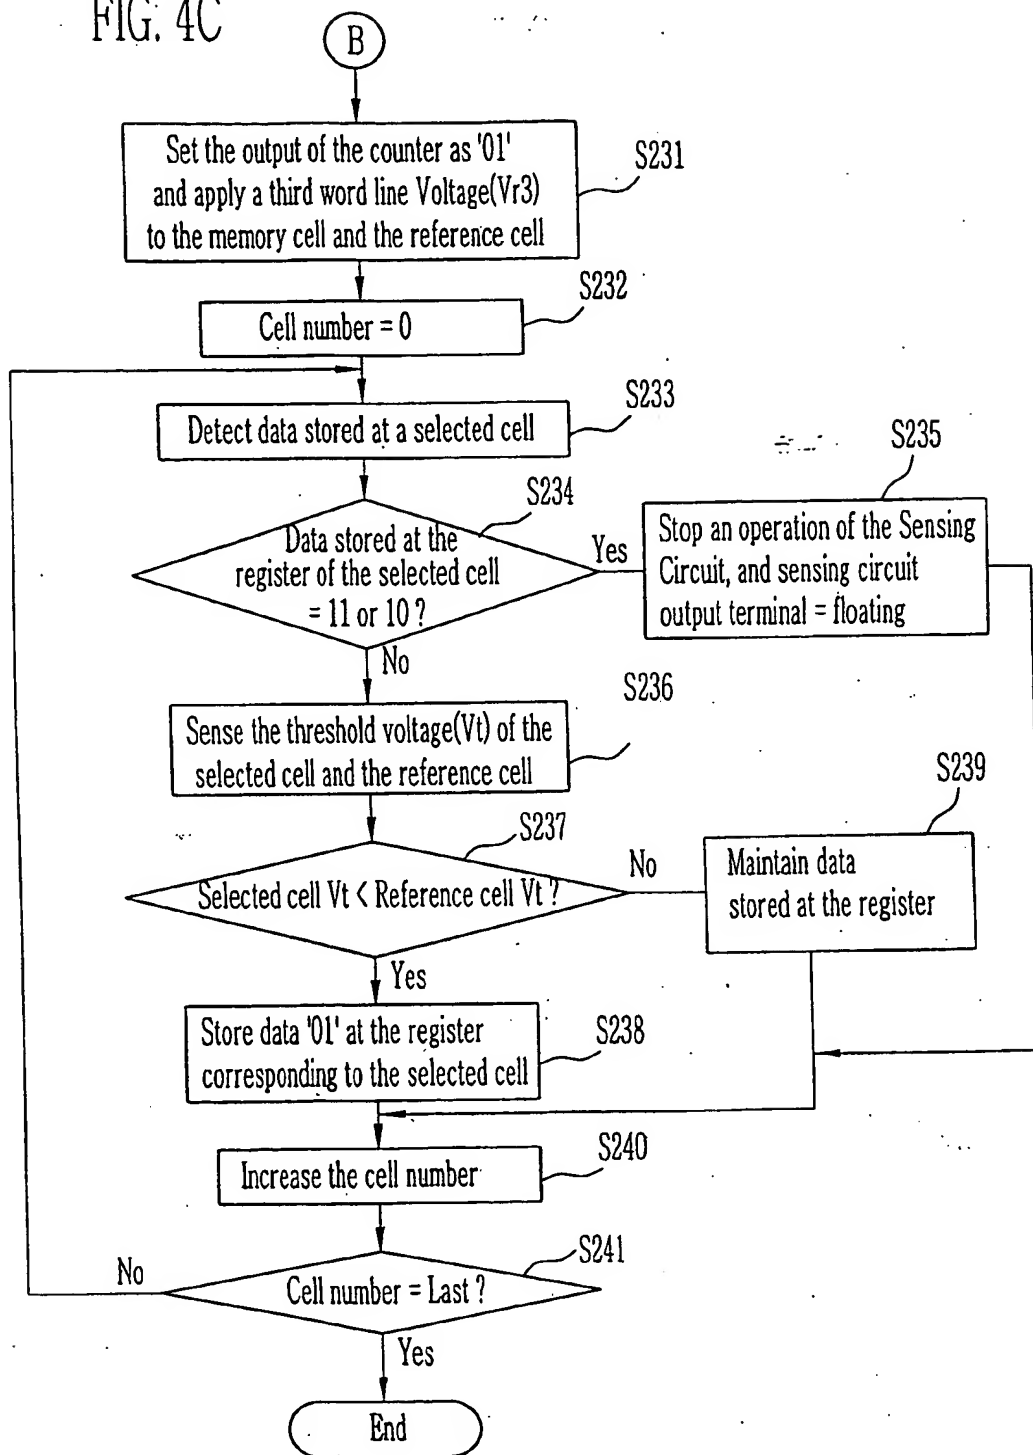 FIG. 4C
B
Set the output of the counter as '01'
and apply a third word line Voltage(Vr3)
to the memory cell and the reference cell
S231
Cell number = 0
S232
Detect data stored at a selected cell
S233
Data stored at the
register of the selected cell
= 11 or 10 ?
S234
Yes
No
Stop an operation of the Sensing
Circuit, and sensing circuit
output terminal = floating
S235
Sense the threshold voltage(Vt) of the
selected cell and the reference cell
S236
Selected cell Vt < Reference cell Vt ?
S237
No
Yes
Maintain data
stored at the register
S239
Store data '01' at the register
corresponding to the selected cell
S238
Increase the cell number
S240
Cell number = Last ?
S241
No
Yes
End